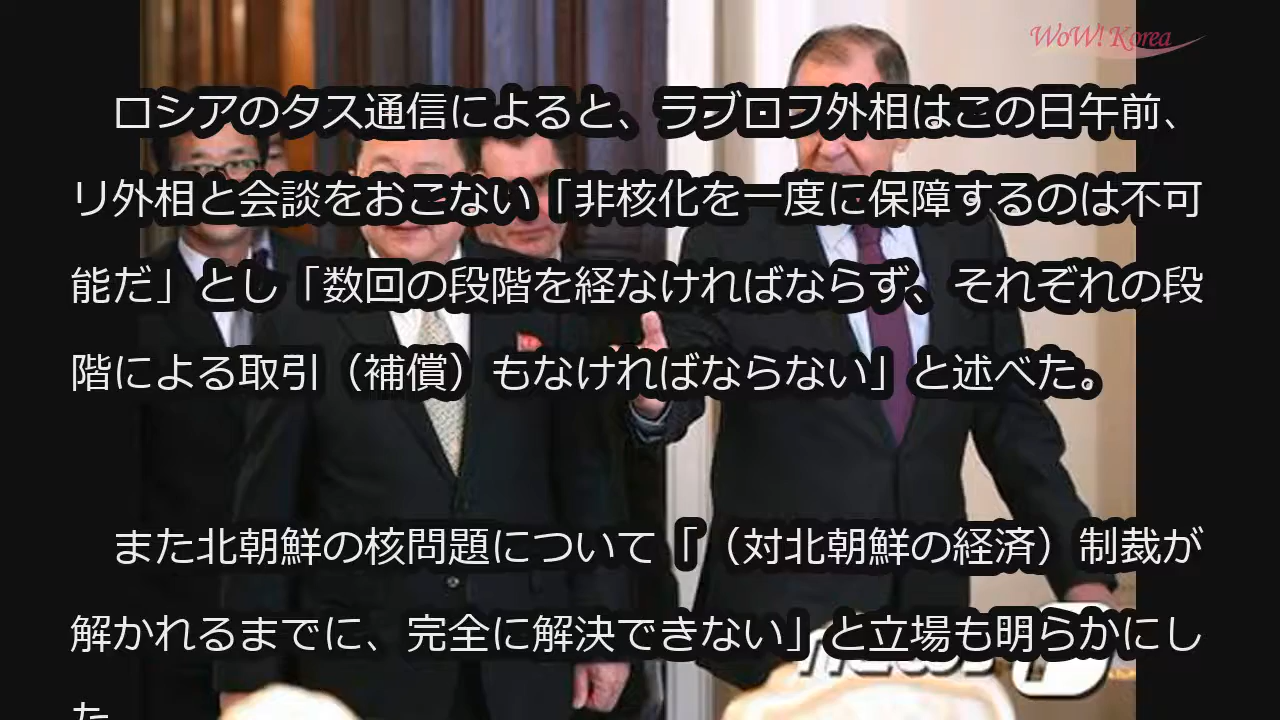 WoW! Korea
ロシアのタス通信によると、ラブロフ外相はこの日午前、
リ外相と会談をおこない「非核化を一度に保障するのは不可
能だ」とし「数回の段階を経なければならず、それぞれの段
階による取引（補償）もなければならない」と述べた。
また北朝鮮の核問題について「（対北朝鮮の経済）制裁が
解かれるまでに、完全に解決できない」と立場も明らかにし
た